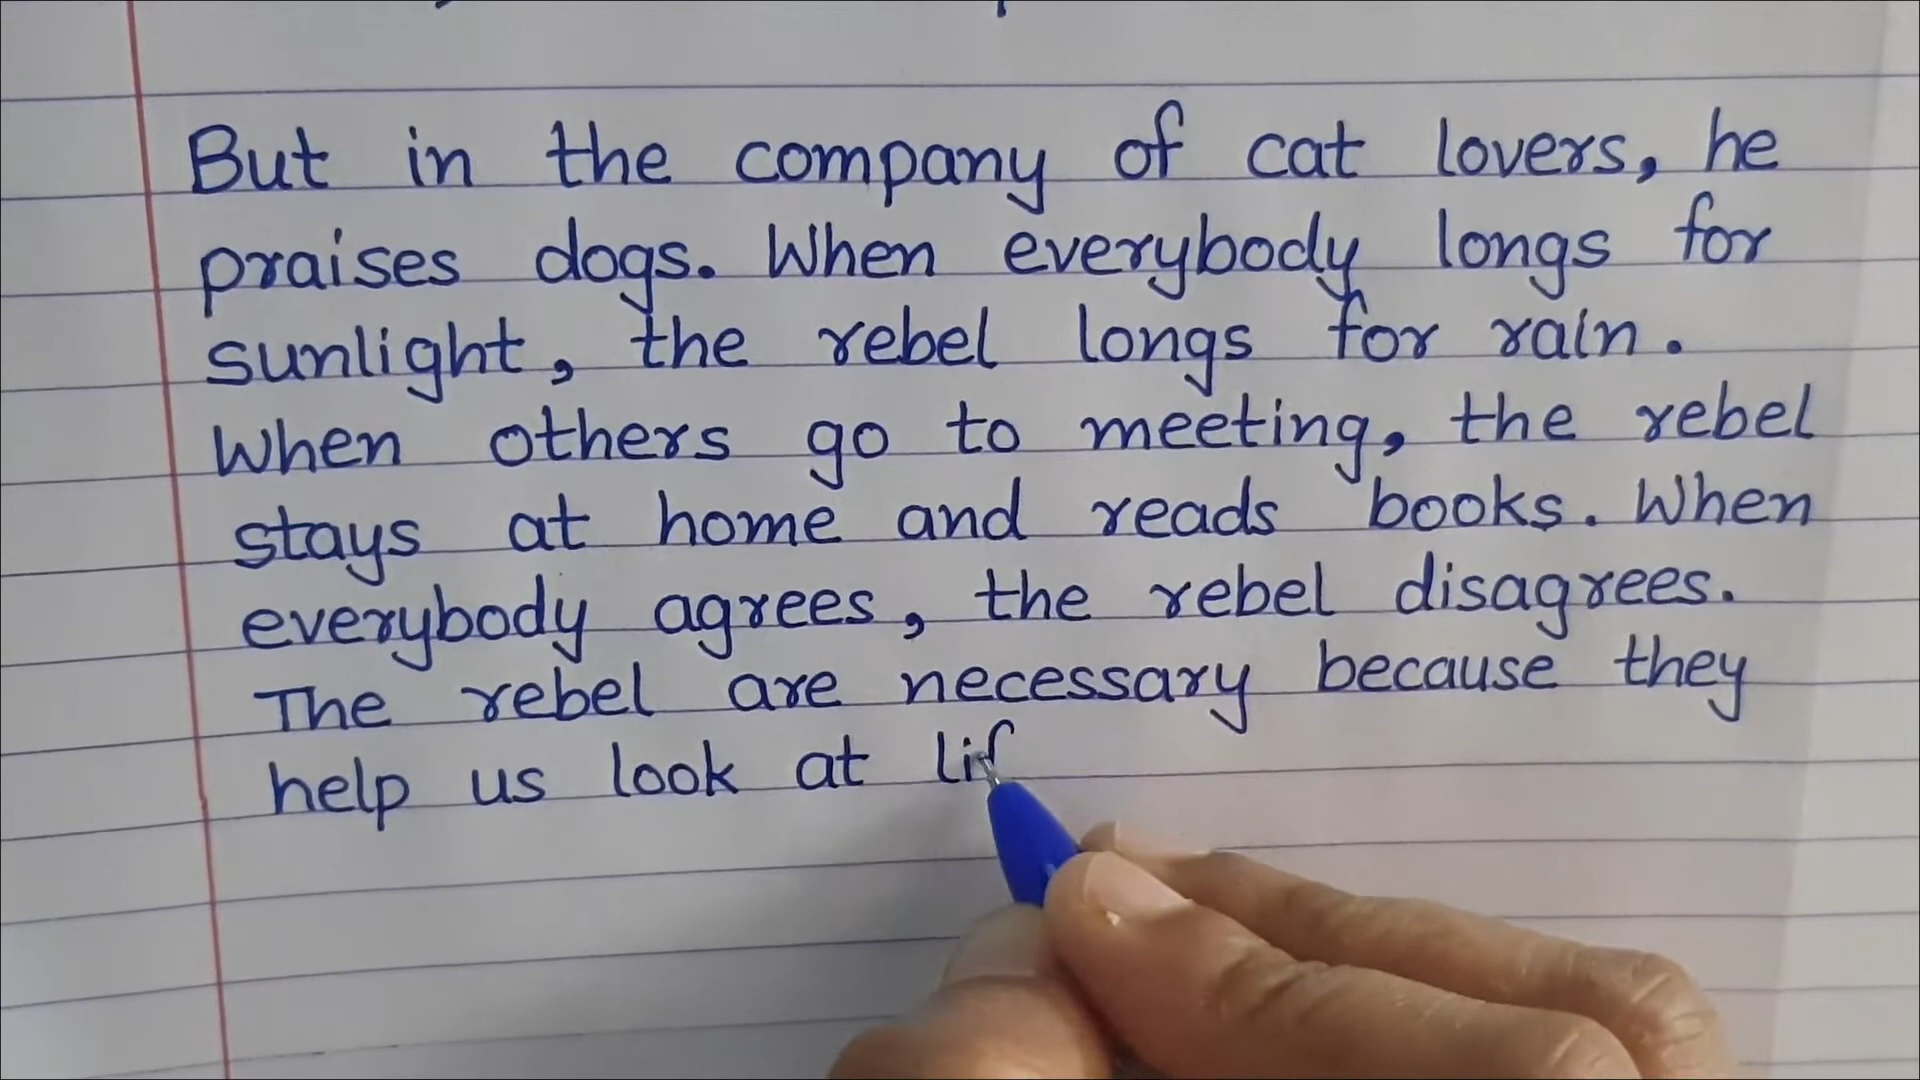 But in the company of cat lovers, he
praises dogs. When everybody longs for
sunlight, the rebel longs for rain.
When others go to meeting, the rebel
stays at home and reads books. When
everybody agrees, the rebel disagrees.
The rebel are necessary because they
help us look at lif